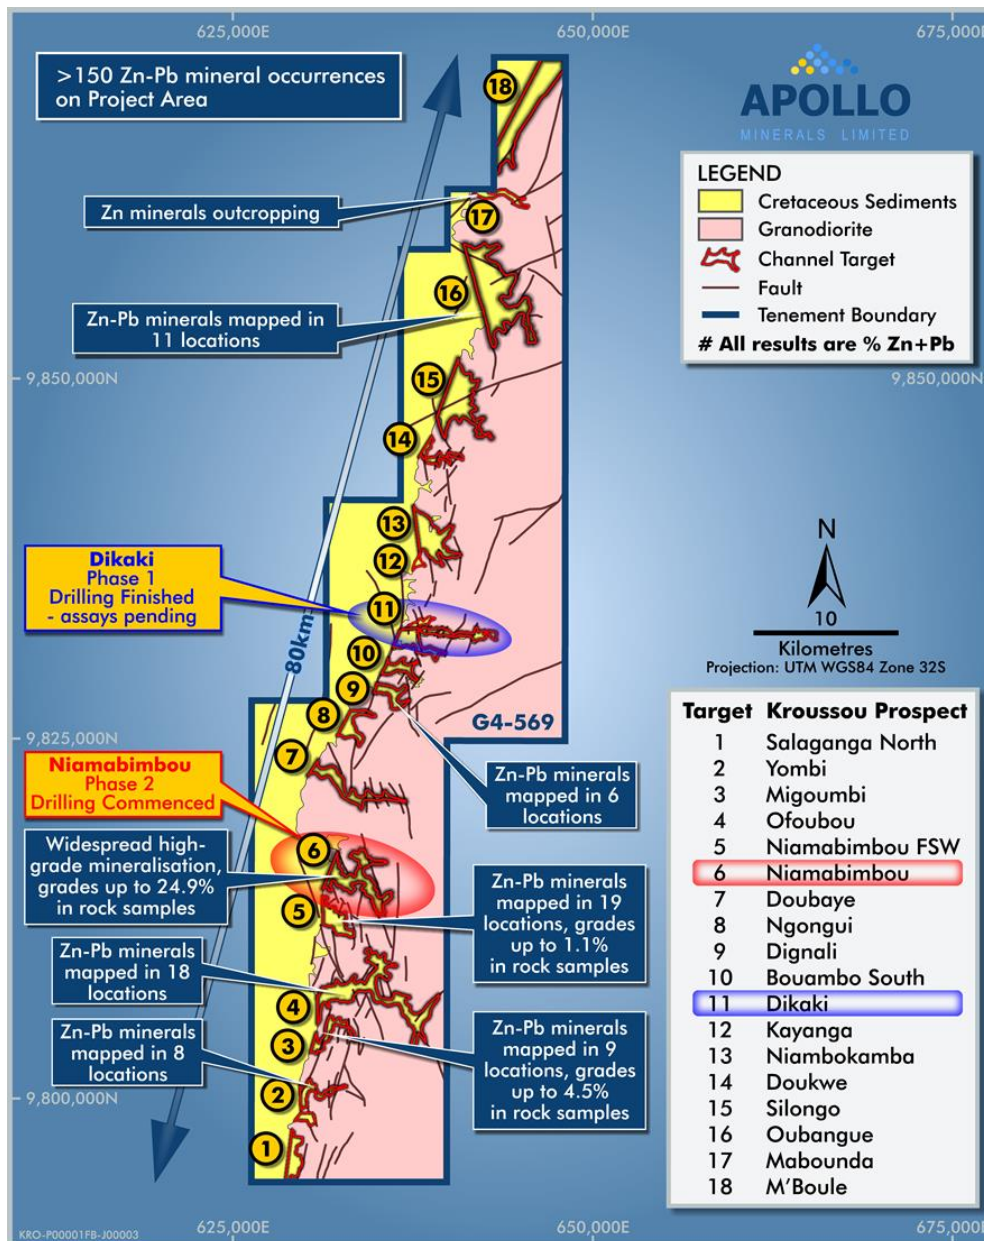 625,000E
650,000E
675,000E
>150 Zn-Pb mineral occurrences
on Project Area
APOLLO
MINERALS LIMITED
LEGEND
Cretaceous Sediments
Granodiorite
Channel Target
Fault
Tenement Boundary
# All results are % Zn+Pb
18
Zn minerals outcropping
17
16
Zn-Pb minerals mapped in
11 locations
9,850,000N
9,850,000N
15
14
13
12
Dikaki
Phase 1
Drilling Finished
- assays pending
11
80km
10
9
8
G4-569
N
10
Kilometres
Projection: UTM WGS84 Zone 32S
9,825,000N
7
Niamabimbou
Phase 2
Drilling Commenced
Zn-Pb minerals
mapped in 6
locations
6
Widespread high-
grade mineralisation,
grades up to 24.9%
in rock samples
5
Zn-Pb minerals
mapped in 19
locations, grades
up to 1.1%
in rock samples
Zn-Pb minerals
mapped in 18
locations
4
3
Zn-Pb minerals
mapped in 8
locations
Zn-Pb minerals
mapped in 9
locations, grades
up to 4.5%
in rock samples
9,800,000N
2
1
Target Kroussou Prospect
1 Salaganga North
2 Yombi
3 Migoumbi
4 Ofoubou
5 Niamabimbou FSW
6 Niamabimbou
7 Doubaye
8 Ngongui
9 Dignali
10 Bouambo South
11 Dikaki
12 Kayanga
13 Niambokamba
14 Doukwe
15 Silongo
16 Oubangue
17 Mabounda
18 M'Boule
KRO-P00001FB-J00003
625,000E
650,000E
675,000E